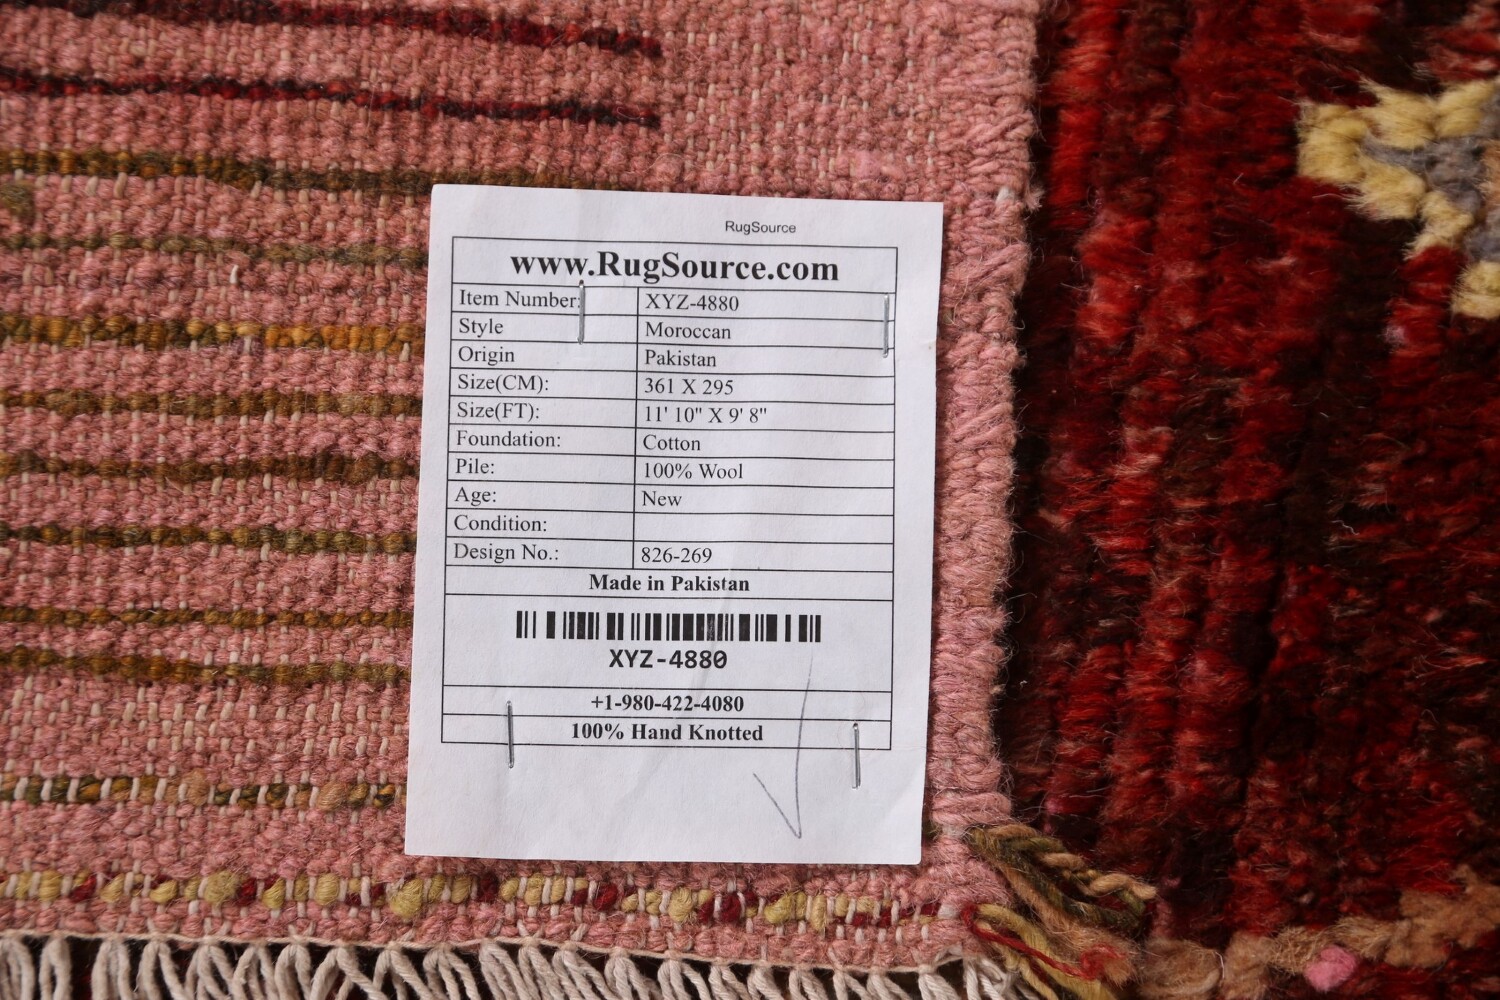 RugSource
www.RugSource.com
Item Number: XYZ-4880
Style Moroccan
Origin Pakistan
Size(CM): 361 X 295
Size(FT): 11' 10" X 9' 8"
Foundation: Cotton
Pile: 100% Wool
Age: New
Condition:
Design No.: 826-269
Made in Pakistan
XYZ-4880
+1-980-422-4080
100% Hand Knotted